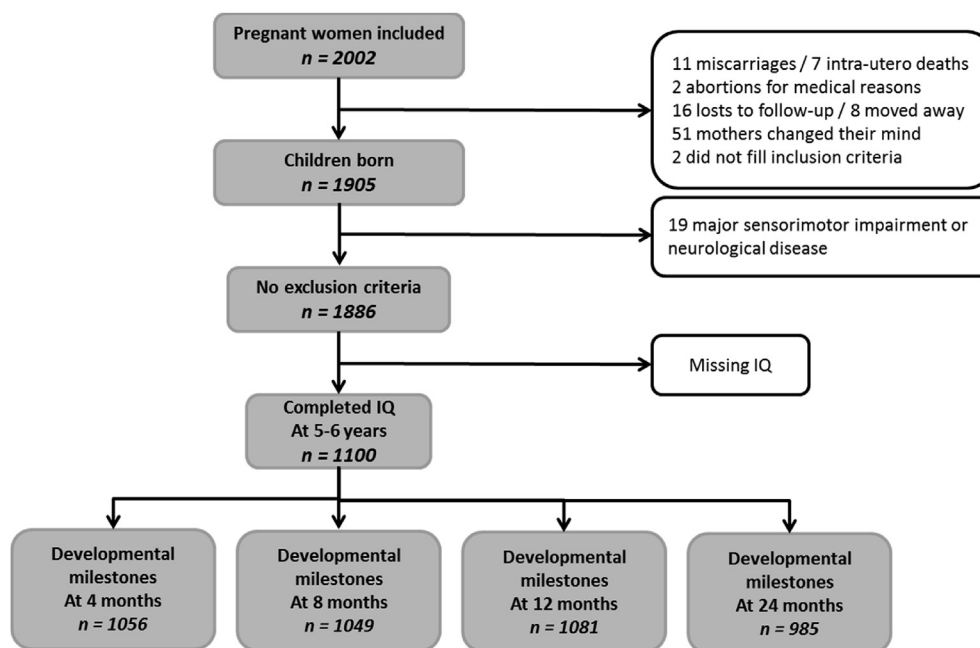 Pregnant women included
n = 2002
11 miscarriages / 7 intra-utero deaths
2 abortions for medical reasons
16 losts to follow-up / 8 moved away
51 mothers changed their mind
2 did not fill inclusion criteria
Children born
n = 1905
19 major sensorimotor impairment or
neurological disease
No exclusion criteria
n = 1886
Missing IQ
Completed IQ
At 5-6 years
n = 1100
Developmental
milestones
At 4 months
n = 1056
Developmental
milestones
At 8 months
n = 1049
Developmental
milestones
At 12 months
n = 1081
Developmental
milestones
At 24 months
n = 985